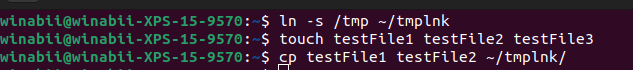 winabii@winabii-XPS-15-9570:~$ ln -s /tmp ~/tmplnk
winabii@winabii-XPS-15-9570:~$ touch testFile1 testFile2 testFile3
winabii@winabii-XPS-15-9570:~$ cp testFile1 testFile2 ~/tmplnk/